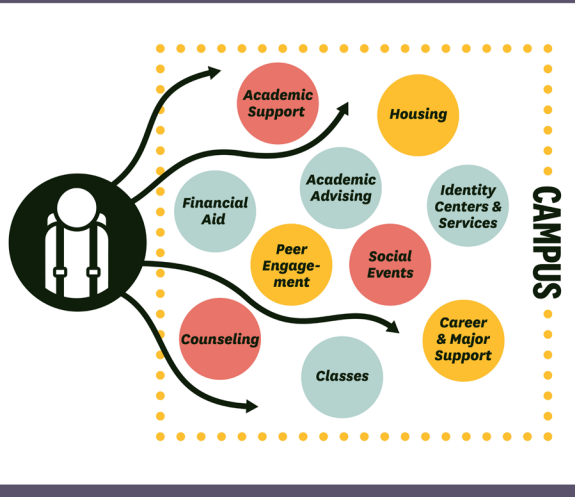 Academic
Support
Housing
Academic
Advising
Financial
Aid
Identity
Centers &
Services
Peer
Engage-
ment
Social
Events
Counseling
Career
& Major
Support
Classes
CAMPUS